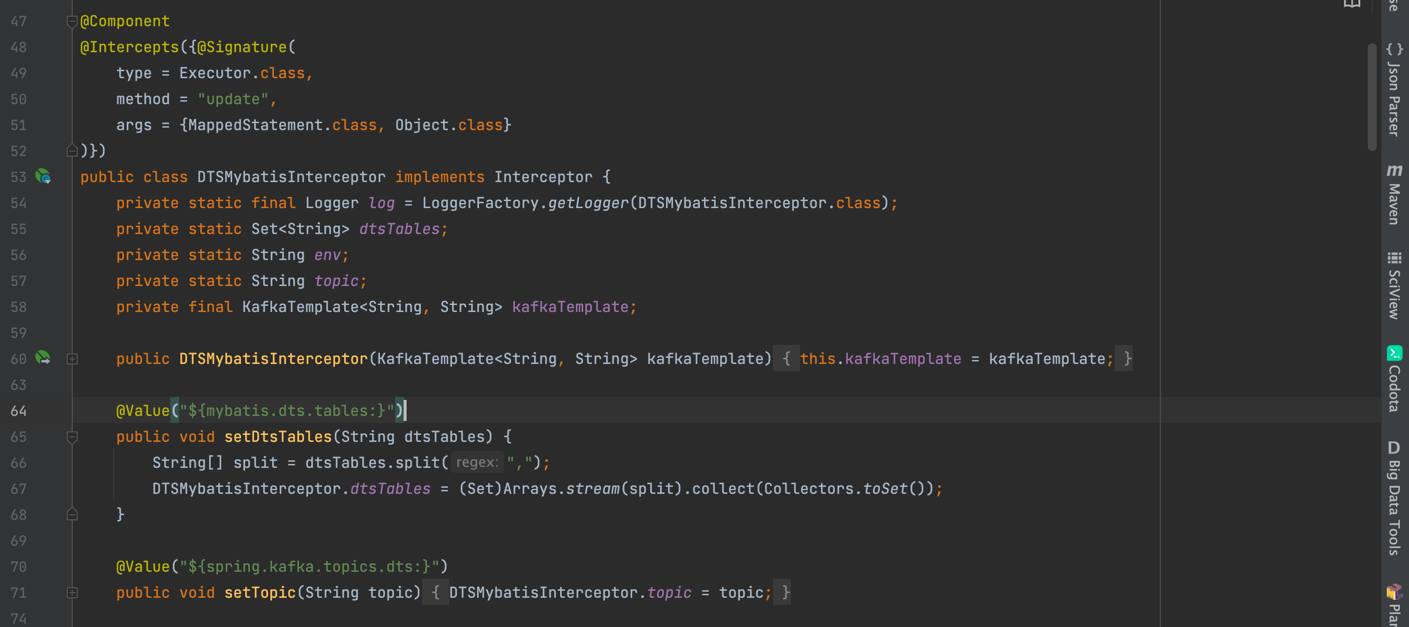 47 @Component
48 @Intercepts({@Signature(
49 type = Executor.class,
50 method = "update",
51 args = {MappedStatement.class, Object.class}
52 )})
53 public class DTSMybatisInterceptor implements Interceptor {
54 private static final Logger log = LoggerFactory.getLogger(DTSMybatisInterceptor.class);
55 private static Set<String> dtsTables;
56 private static String env;
57 private static String topic;
58 private final KafkaTemplate<String, String> kafkaTemplate;
59
60 public DTSMybatisInterceptor(KafkaTemplate<String, String> kafkaTemplate) { this.kafkaTemplate = kafkaTemplate; }
63
64 @Value("${mybatis.dts.tables:}")
65 public void setDtsTables(String dtsTables) {
66 String[] split = dtsTables.split( regex: ",");
67 DTSMybatisInterceptor.dtsTables = (Set)Arrays.stream(split).collect(Collectors.toSet());
68 }
69
70 @Value("${spring.kafka.topics.dts:}")
71 public void setTopic(String topic) { DTSMybatisInterceptor.topic = topic; }
74
{} Json Parser
m Maven
SciView
Codota
D Big Data Tools